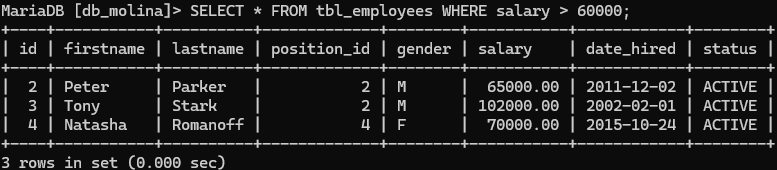 MariaDB [db_molina]> SELECT * FROM tbl_employees WHERE salary > 60000;
+----+-----------+----------+-------------+--------+-----------+------------+--------+
| id | firstname | lastname | position_id | gender | salary    | date_hired | status |
+----+-----------+----------+-------------+--------+-----------+------------+--------+
|  2 | Peter     | Parker   |           2 | M      |  65000.00 | 2011-12-02 | ACTIVE |
|  3 | Tony      | Stark    |           2 | M      | 102000.00 | 2002-02-01 | ACTIVE |
|  4 | Natasha   | Romanoff |           4 | F      |  70000.00 | 2015-10-24 | ACTIVE |
+----+-----------+----------+-------------+--------+-----------+------------+--------+
3 rows in set (0.000 sec)